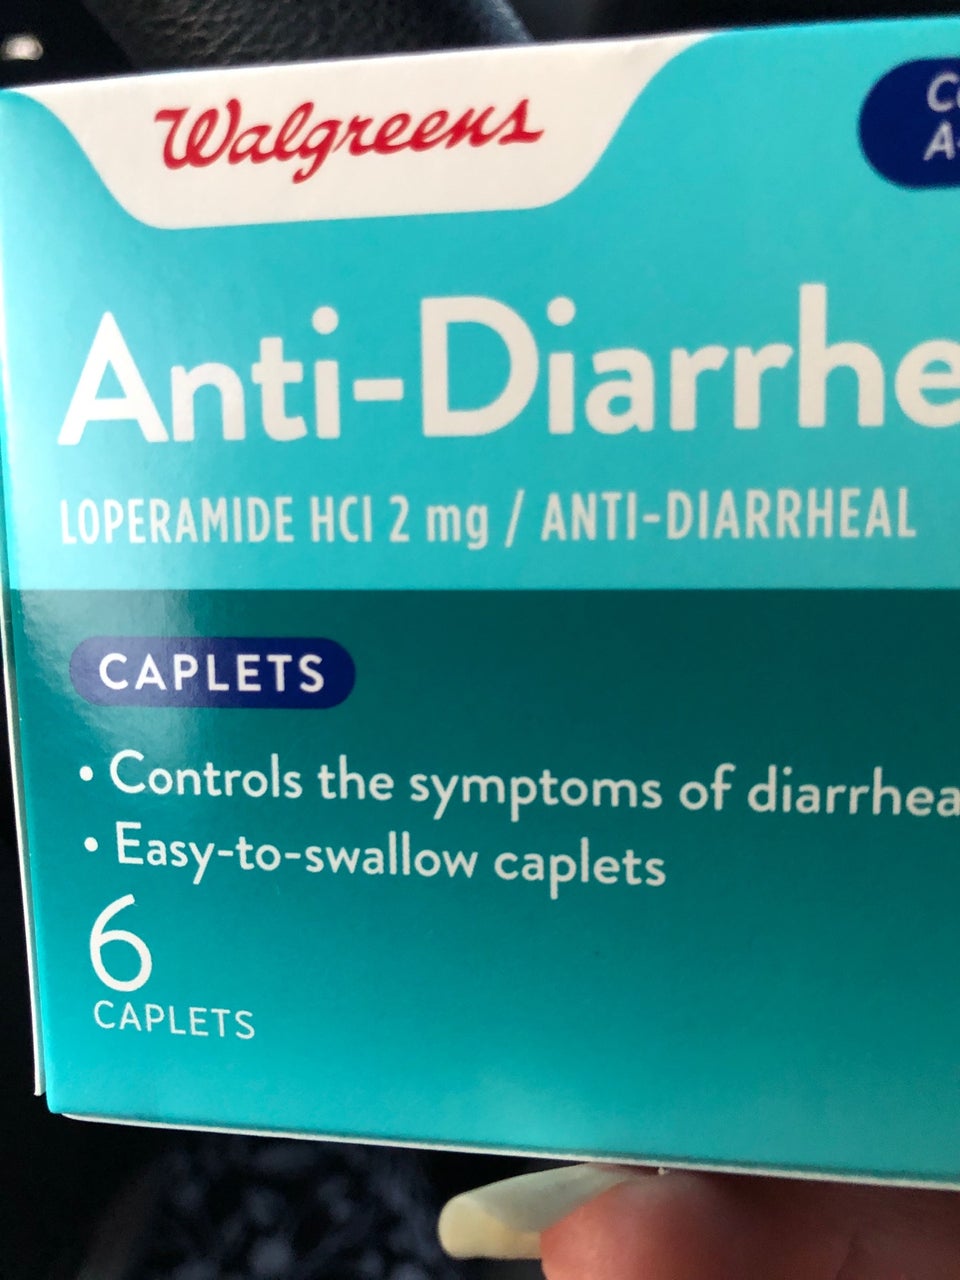 Walgreens
Anti-Diarrhe
LOPERAMIDE HCl 2 mg / ANTI-DIARRHEAL
CAPLETS
• Controls the symptoms of diarrhea
• Easy-to-swallow caplets
6
CAPLETS